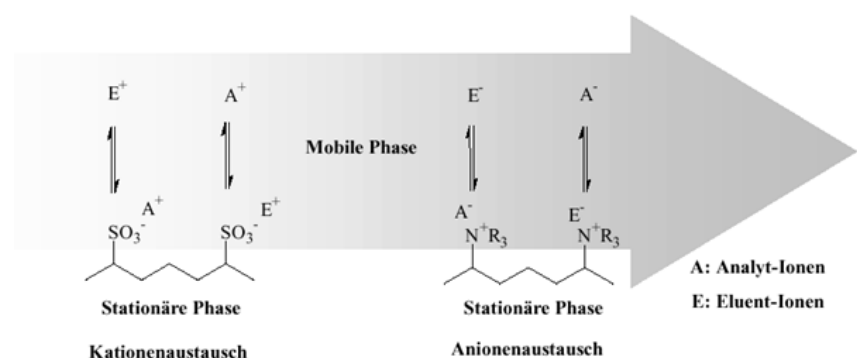 E⁺ A⁺ E⁻ A⁻
Mobile Phase
A⁺ E⁺ A⁻ E⁻
SO₃⁻ SO₃⁻ N⁺R₃ N⁺R₃
A: Analyt-Ionen
Stationäre Phase Stationäre Phase E: Eluent-Ionen
Kationenaustausch Anionenaustausch